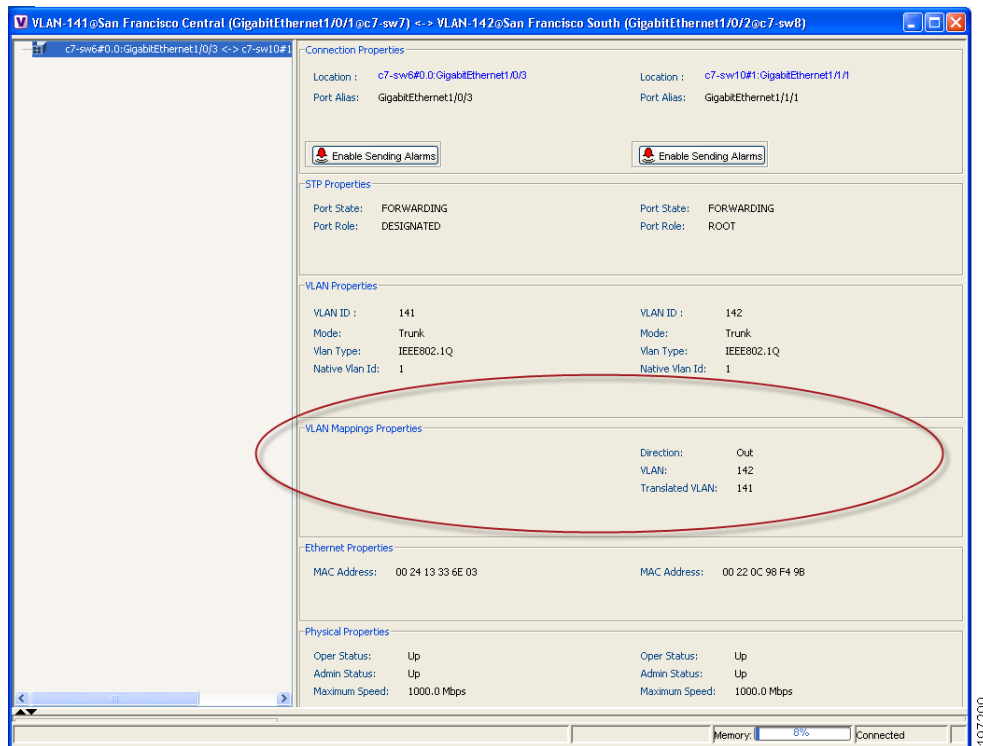 VLAN-141@San Francisco Central (GigabitEthernet1/0/1@c7-sw7) <-> VLAN-142@San Francisco South (GigabitEthernet1/0/2@c7-sw8)
c7-sw6#0.0:GigabitEthernet1/0/3 <-> c7-sw10#1
Connection Properties
Location : c7-sw6#0.0:GigabitEthernet1/0/3 Location : c7-sw10#1:GigabitEthernet1/1/1
Port Alias: GigabitEthernet1/0/3 Port Alias: GigabitEthernet1/1/1
Enable Sending Alarms Enable Sending Alarms
STP Properties
Port State: FORWARDING Port State: FORWARDING
Port Role: DESIGNATED Port Role: ROOT
VLAN Properties
VLAN ID : 141 VLAN ID : 142
Mode: Trunk Mode: Trunk
Vlan Type: IEEE802.1Q Vlan Type: IEEE802.1Q
Native Vlan Id: 1 Native Vlan Id: 1
VLAN Mappings Properties
Direction: Out
VLAN: 142
Translated VLAN: 141
Ethernet Properties
MAC Address: 00 24 13 33 6E 03 MAC Address: 00 22 0C 98 F4 9B
Physical Properties
Oper Status: Up Oper Status: Up
Admin Status: Up Admin Status: Up
Maximum Speed: 1000.0 Mbps Maximum Speed: 1000.0 Mbps
Memory: 8% Connected